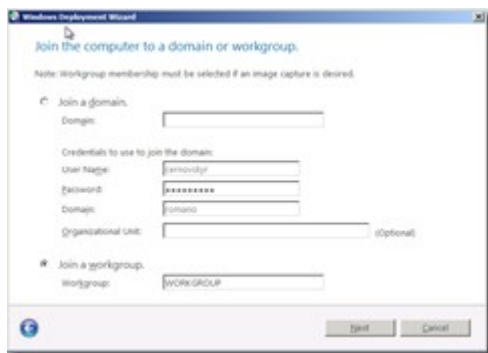 Windows Deployment Wizard
Join the computer to a domain or workgroup.
Note: Workgroup membership must be selected if an image capture is desired.
Join a domain.
Domain:
Credentials to use to join the domain:
User Name:
Password: •••••••••
Domain: romano
Organizational Unit: (Optional)
Join a workgroup.
Workgroup: WORKGROUP
Next Cancel